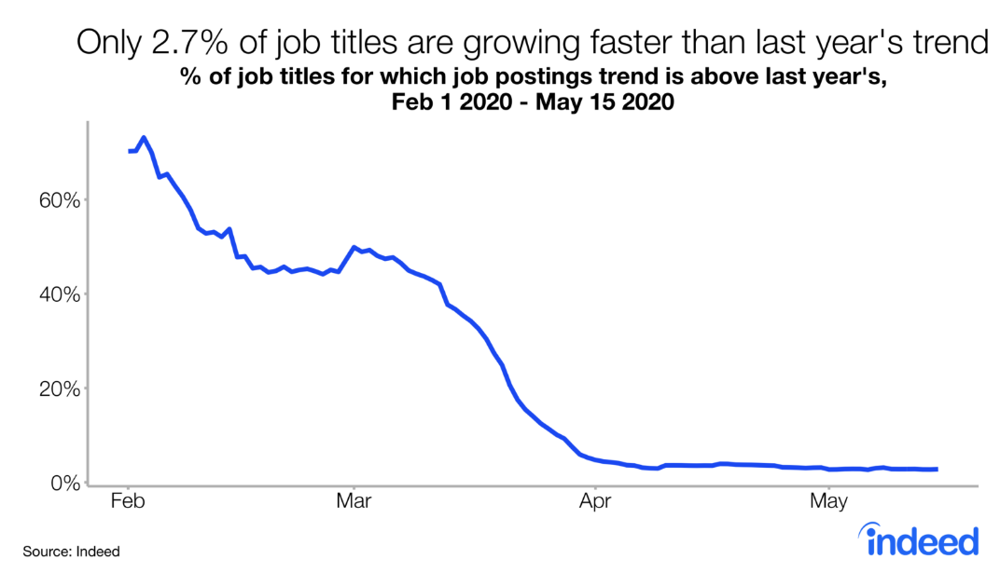 Only 2.7% of job titles are growing faster than last year's trend
% of job titles for which job postings trend is above last year's,
Feb 1 2020 - May 15 2020
60%
40%
20%
0%
Feb Mar Apr May
Source: Indeed
indeed